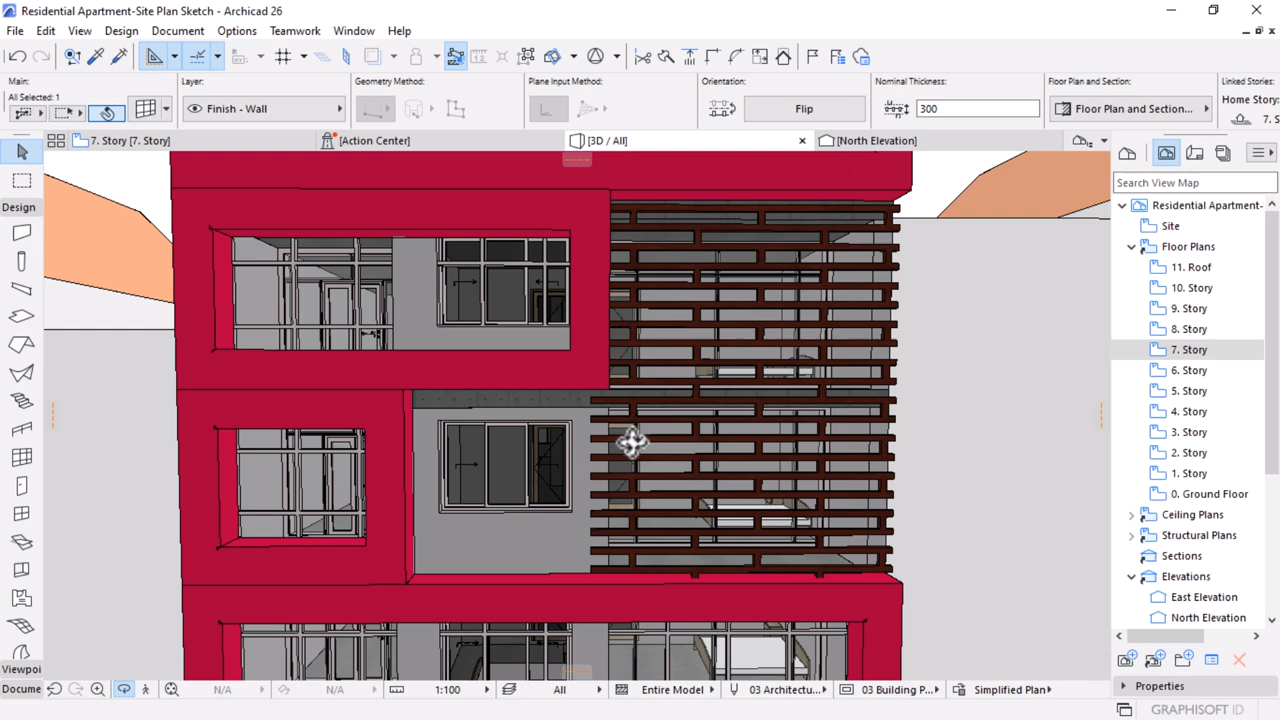 Residential Apartment-Site Plan Sketch - Archicad 26
File Edit View Design Document Options Teamwork Window Help
Main: Layer: Geometry Method: Plane Input Method: Orientation: Nominal Thickness: Floor Plan and Section: Linked Stories:
All Selected: 1
Finish - Wall
Flip
300
Floor Plan and Section...
Home Story:
7. S
7. Story [7. Story] [Action Center] [3D / All] [North Elevation]
Search View Map
Design
Residential Apartment-
Site
Floor Plans
11. Roof
10. Story
9. Story
8. Story
7. Story
6. Story
5. Story
4. Story
3. Story
2. Story
1. Story
0. Ground Floor
Ceiling Plans
Structural Plans
Sections
Elevations
East Elevation
North Elevation
Viewpoi
Docume
N/A N/A 1:100 All Entire Model 03 Architectu... 03 Building P... Simplified Plan
Properties
GRAPHISOFT ID